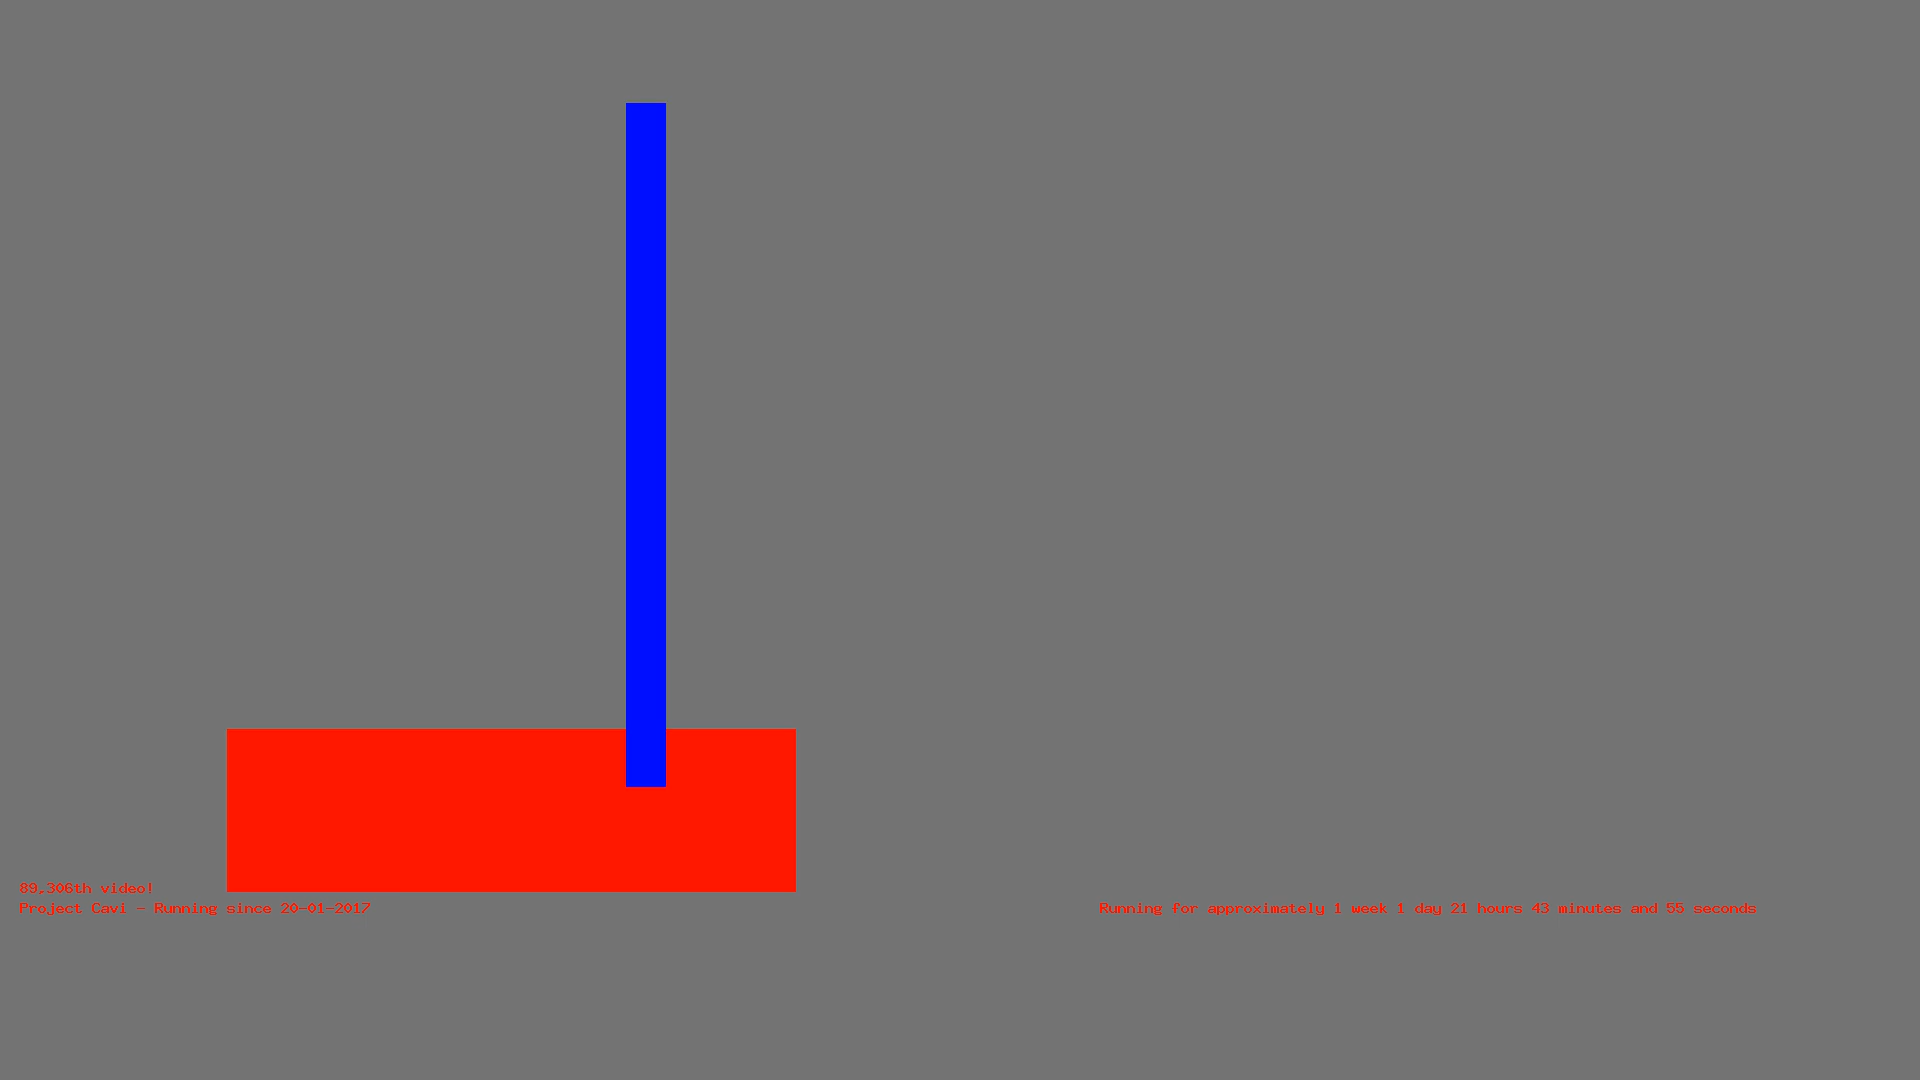 89,306th video!
Project Cavi - Running since 20-01-2017
Running for approximately 1 week 1 day 21 hours 43 minutes and 55 seconds